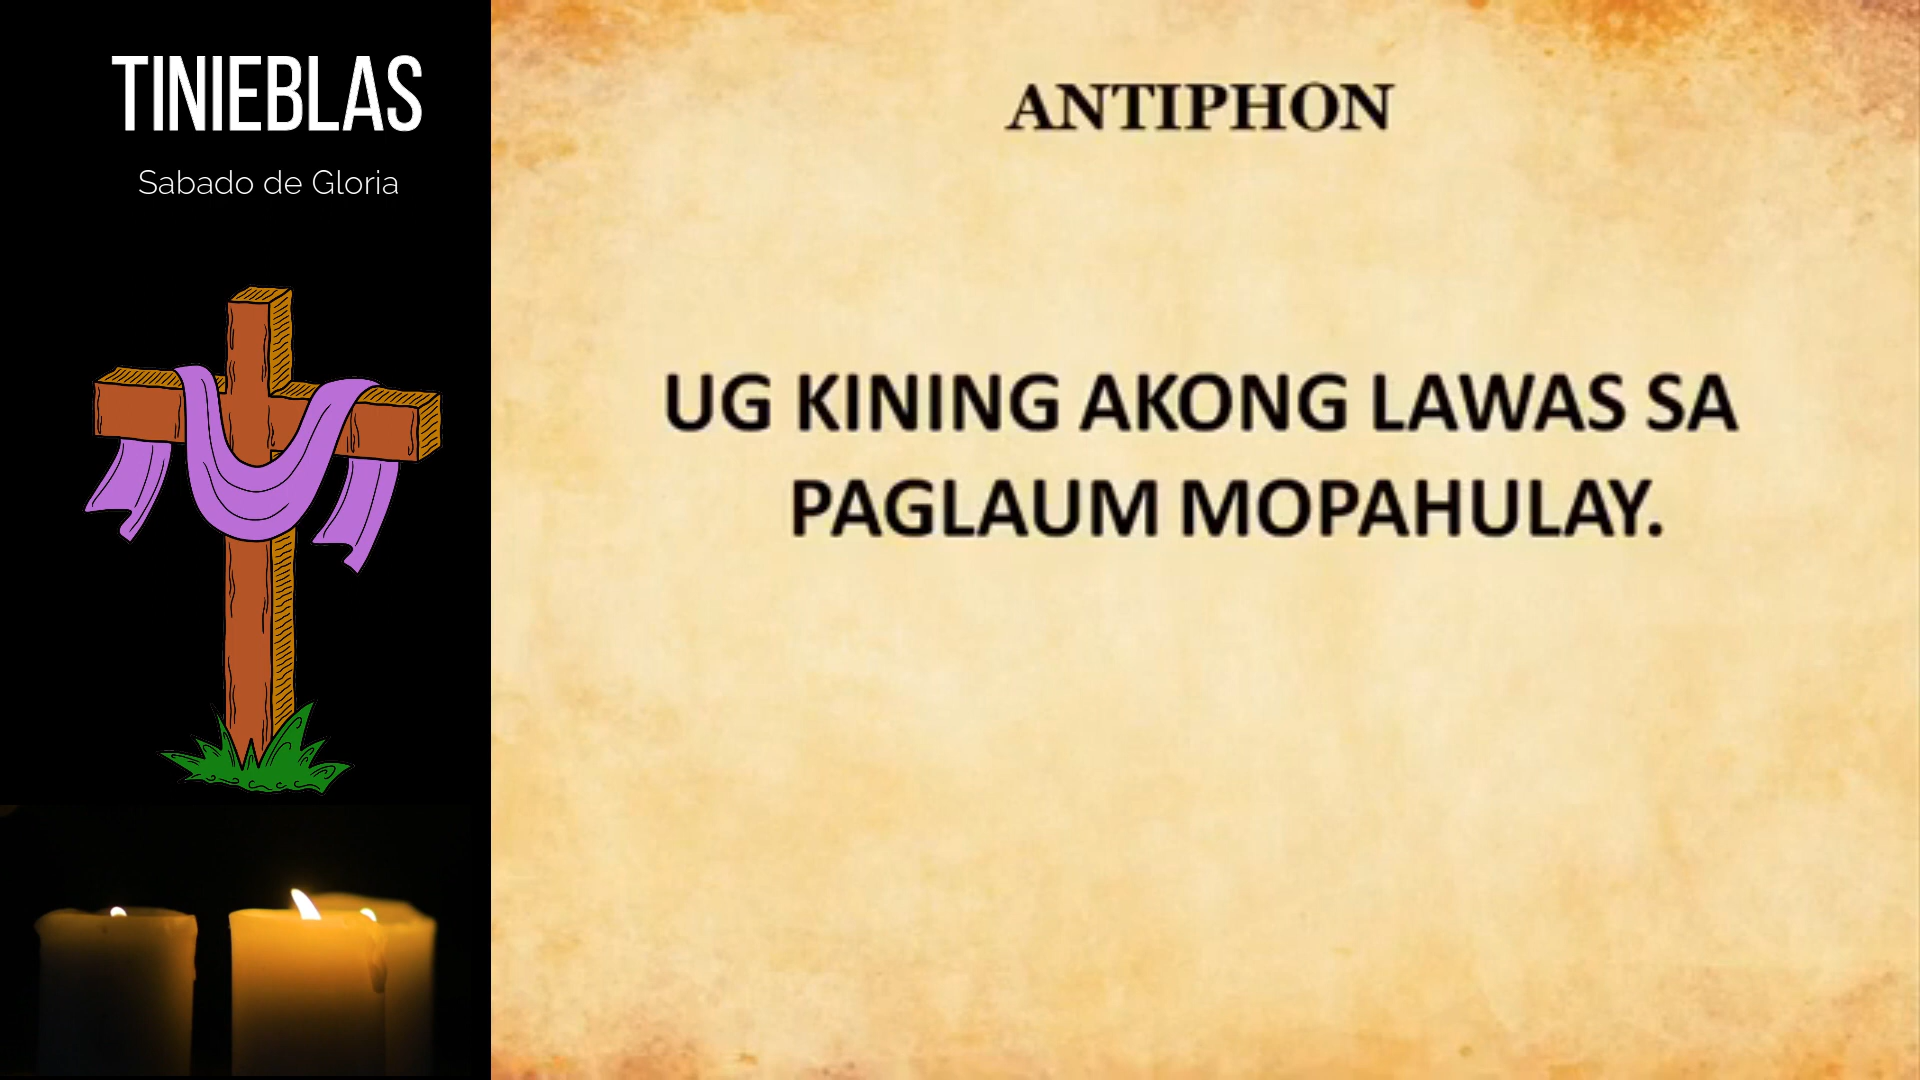 TINIEBLAS
Sabado de Gloria
ANTIPHON
UG KINING AKONG LAWAS SA
PAGLAUM MOPAHULAY.